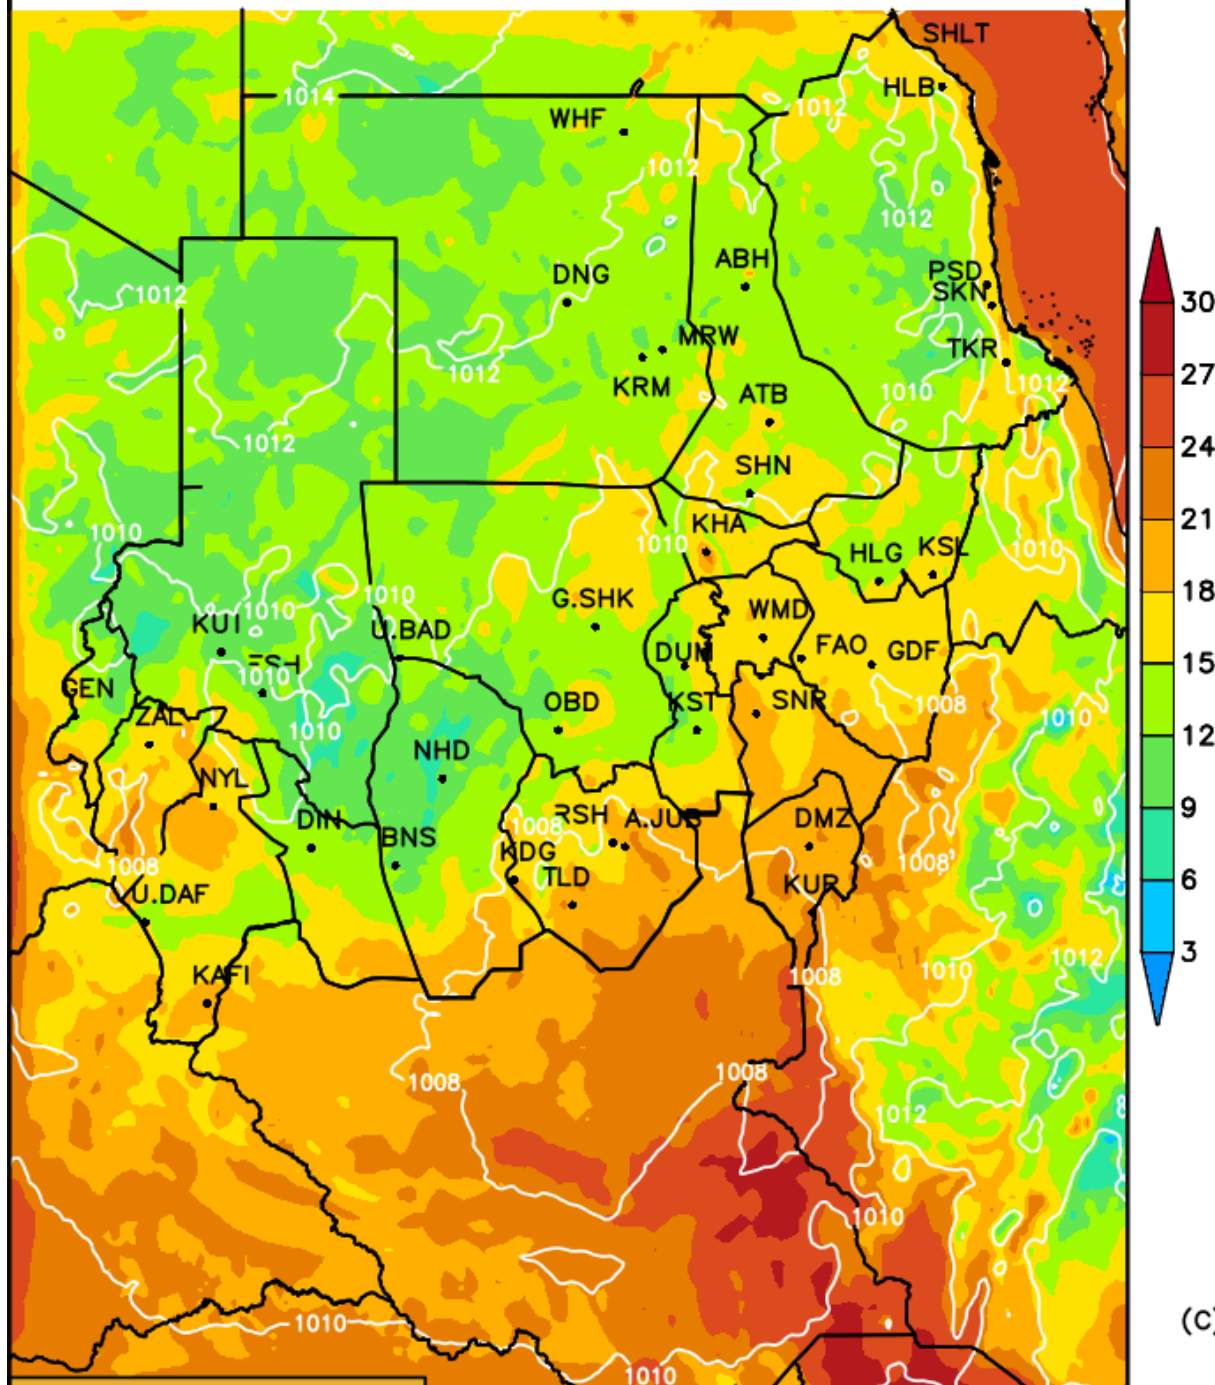 SHLT
HLB
1014
1012
WHF
1012
1012
ABH
DNG
PSD
SKN
30
1012
MRW
TKR
27
1012
KRM
1012
1010
ATB
24
1012
SHN
21
1010
KHA
1010
HLG
KSL
1010
18
1010
1010
G.SHK
WMD
KUT
U.BAD
FAO
GDF
DUM
15
1010
GEN
OBD
KST
SNR
1008
ZAL
1010
1010
12
NHD
NYL
9
DIN
1008
RSH
A.JUB
DMZ
BNS
KDG
1008
1008
6
TLD
KUR
U.DAF
3
KAFI
1008
1010
1012
1008
1008
1012
1010
1010
(C)
1010